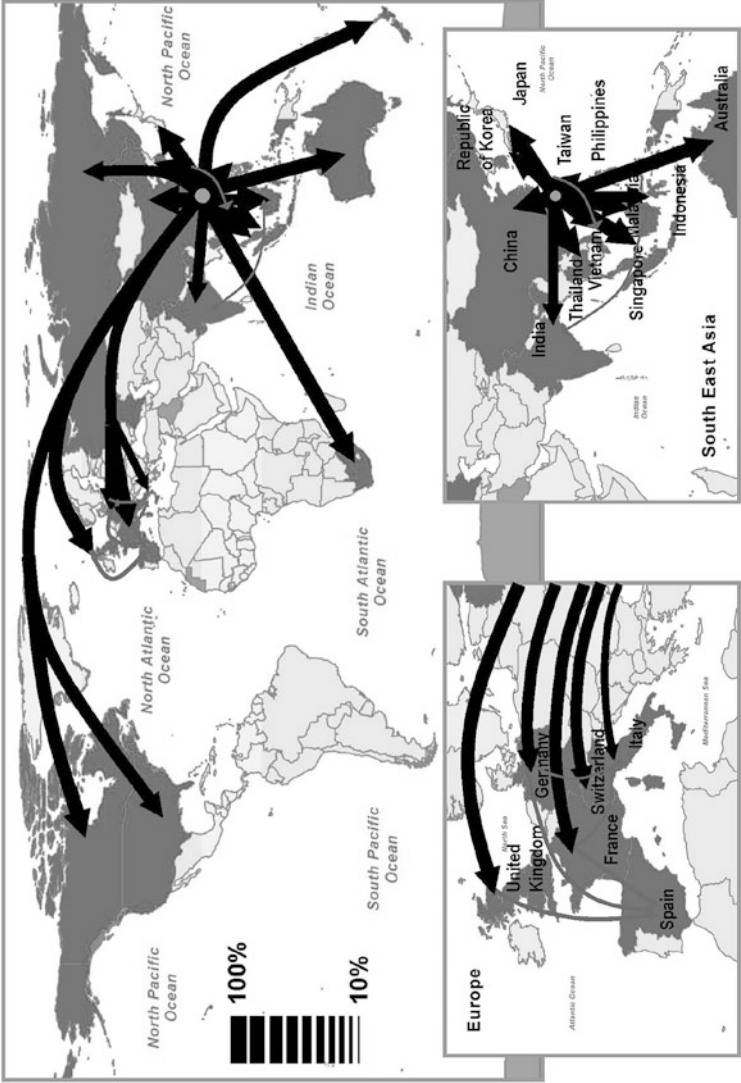 North Pacific
Ocean
North Atlantic
Ocean
North Pacific
Ocean
South Pacific
Ocean
South Atlantic
Ocean
Indian
Ocean
100%
10%
Europe
Atlantic Ocean
North Sea
United
Kingdom
Germany
Switzerland
France
Italy
Spain
Mediterranean Sea
South East Asia
Republic
of Korea
Japan
North Pacific
Ocean
China
Taiwan
India
Thailand
Vietnam
Philippines
Singapore
Malaysia
Indonesia
Australia
Indian
Ocean